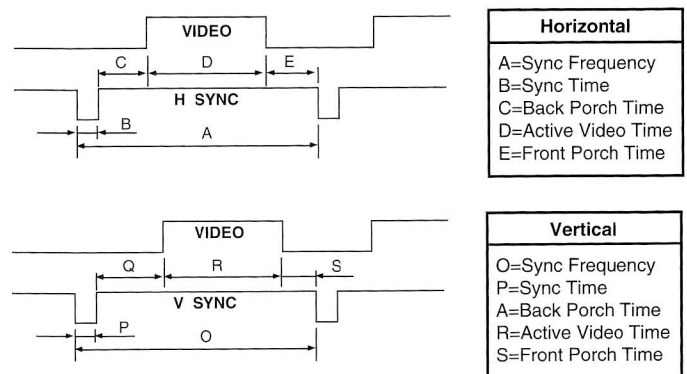 VIDEO
C D E
H SYNC
B
A
Horizontal
A=Sync Frequency
B=Sync Time
C=Back Porch Time
D=Active Video Time
E=Front Porch Time
VIDEO
Q R S
V SYNC
P
O
Vertical
O=Sync Frequency
P=Sync Time
A=Back Porch Time
R=Active Video Time
S=Front Porch Time